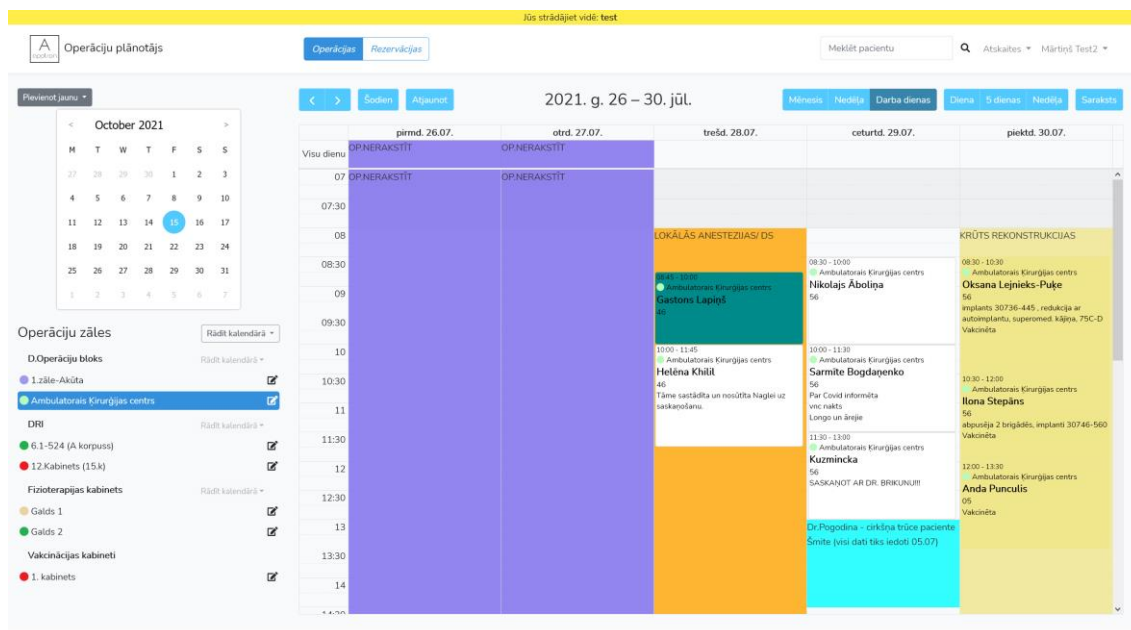 Jūs strādājiet vidē: test
A
Operāciju plānotājs
Operācijas
Rezervācijas
Meklēt pacientu
Atskaites
Mārtiņš Test2
Pievienot jaunu
< October 2021 >
M T W T F S S
27 28 29 30 1 2 3
4 5 6 7 8 9 10
11 12 13 14 15 16 17
18 19 20 21 22 23 24
25 26 27 28 29 30 31
1 2 3 4 5 6 7
Operāciju zāles
Rādīt kalendārā
D.Operāciju bloks
Rādīt kalendārā
1.zāle-Akūta
Ambulatorais Ķirurģijas centrs
DRI
Rādīt kalendārā
6.1-524 (A korpuss)
12.Kabinets (15.k)
Fizioterapijas kabinets
Rādīt kalendārā
Galds 1
Galds 2
Vakcinācijas kabineti
1. kabinets
< >
Šodien
Atjaunot
2021. g. 26 – 30. jūl.
Mēnesis
Nedēļa
Darba dienas
Diena
5 dienas
Nedēļa
Saraksts
pirmd. 26.07.
otrd. 27.07.
trešd. 28.07.
ceturtd. 29.07.
piektd. 30.07.
Visu dienu
OP.NERAKSTĪT
OP.NERAKSTĪT
07
07:30
08
08:30
09
09:30
10
10:30
11
11:30
12
12:30
13
13:30
14
OP.NERAKSTĪT
OP.NERAKSTĪT
LOKĀLĀS ANESTEZIJAS/ DS
08:45 - 10:00
Ambulatorais Ķirurģijas centrs
Gastons Lapiņš
46
10:00 - 11:45
Ambulatorais Ķirurģijas centrs
Helēna Khilil
46
Tāme sastādīta un nosūtīta Naglei uz
saskaņošanu.
08:30 - 10:00
Ambulatorais Ķirurģijas centrs
Nikolajs Āboliņa
56
10:00 - 11:30
Ambulatorais Ķirurģijas centrs
Sarmīte Bogdaņenko
56
Par Covid informēta
vnc nakts
Longo un ārejie
11:30 - 13:00
Ambulatorais Ķirurģijas centrs
Kuzmincka
56
SASKAŅOT AR DR. BRIKUNU!!!
Dr.Pogodina - cirkšņa trūce paciente
Šmite (visi dati tiks iedoti 05.07)
KRŪTS REKONSTRUKCIJAS
08:30 - 10:30
Ambulatorais Ķirurģijas centrs
Oksana Lejnieks-Puķe
56
implants 30736-445 , redukcija ar
autoimplantu, superomed. kājiņa, 75C-D
Vakcinēta
10:30 - 12:00
Ambulatorais Ķirurģijas centrs
Ilona Stepāns
56
abpusēja 2 brigādēs, implanti 30746-560
Vakcinēta
12:00 - 13:30
Ambulatorais Ķirurģijas centrs
Anda Punculis
05
Vakcinēta